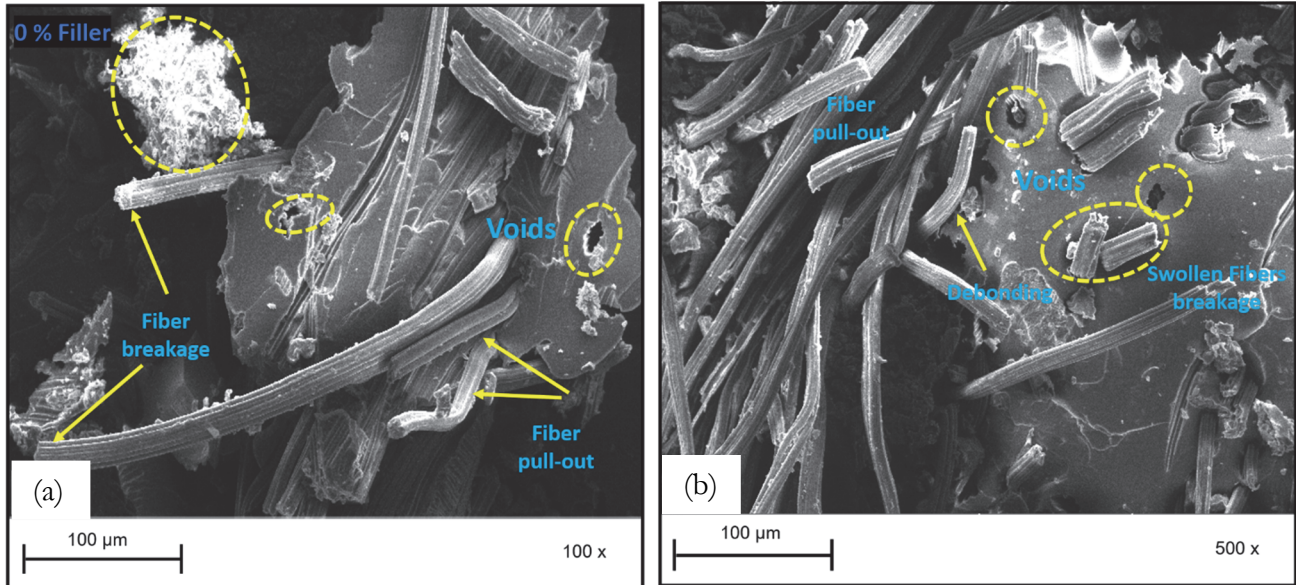 0 % Filler
Voids
Fiber
breakage
Fiber
pull-out
(a)
100 µm
100 x
Fiber
pull-out
Voids
Debonding
Swollen Fibers
breakage
(b)
100 µm
500 x